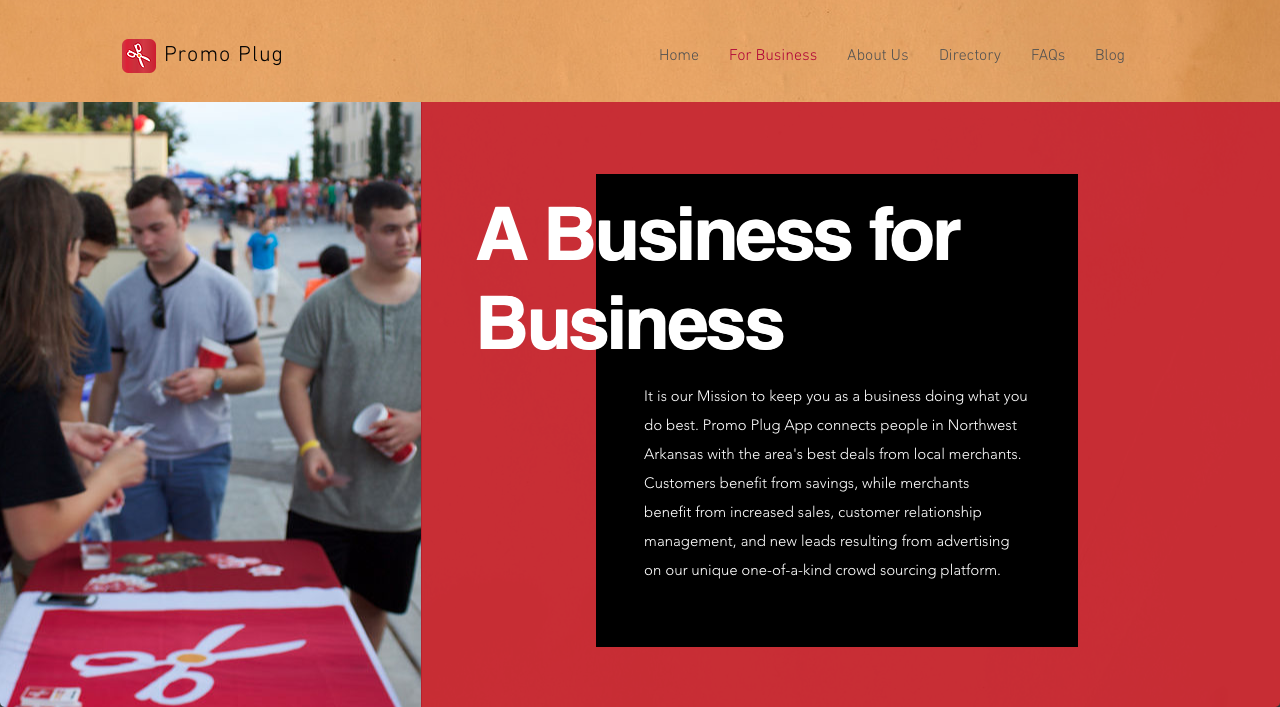 Promo Plug
Home
For Business
About Us
Directory
FAQs
Blog
A Business for
Business
It is our Mission to keep you as a business doing what you
do best. Promo Plug App connects people in Northwest
Arkansas with the area's best deals from local merchants.
Customers benefit from savings, while merchants
benefit from increased sales, customer relationship
management, and new leads resulting from advertising
on our unique one-of-a-kind crowd sourcing platform.